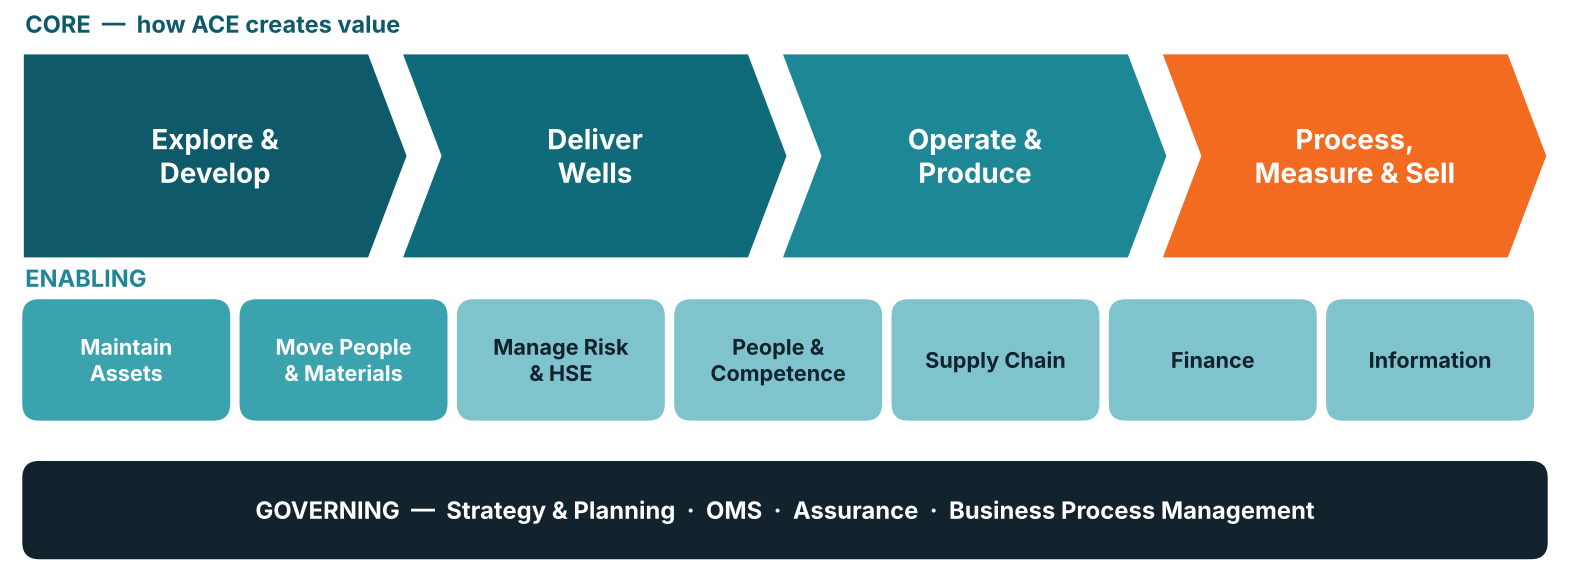 CORE — how ACE creates value
Explore &
Develop
Deliver
Wells
Operate &
Produce
Process,
Measure & Sell
ENABLING
Maintain
Assets
Move People
& Materials
Manage Risk
& HSE
People &
Competence
Supply Chain
Finance
Information
GOVERNING — Strategy & Planning · OMS · Assurance · Business Process Management